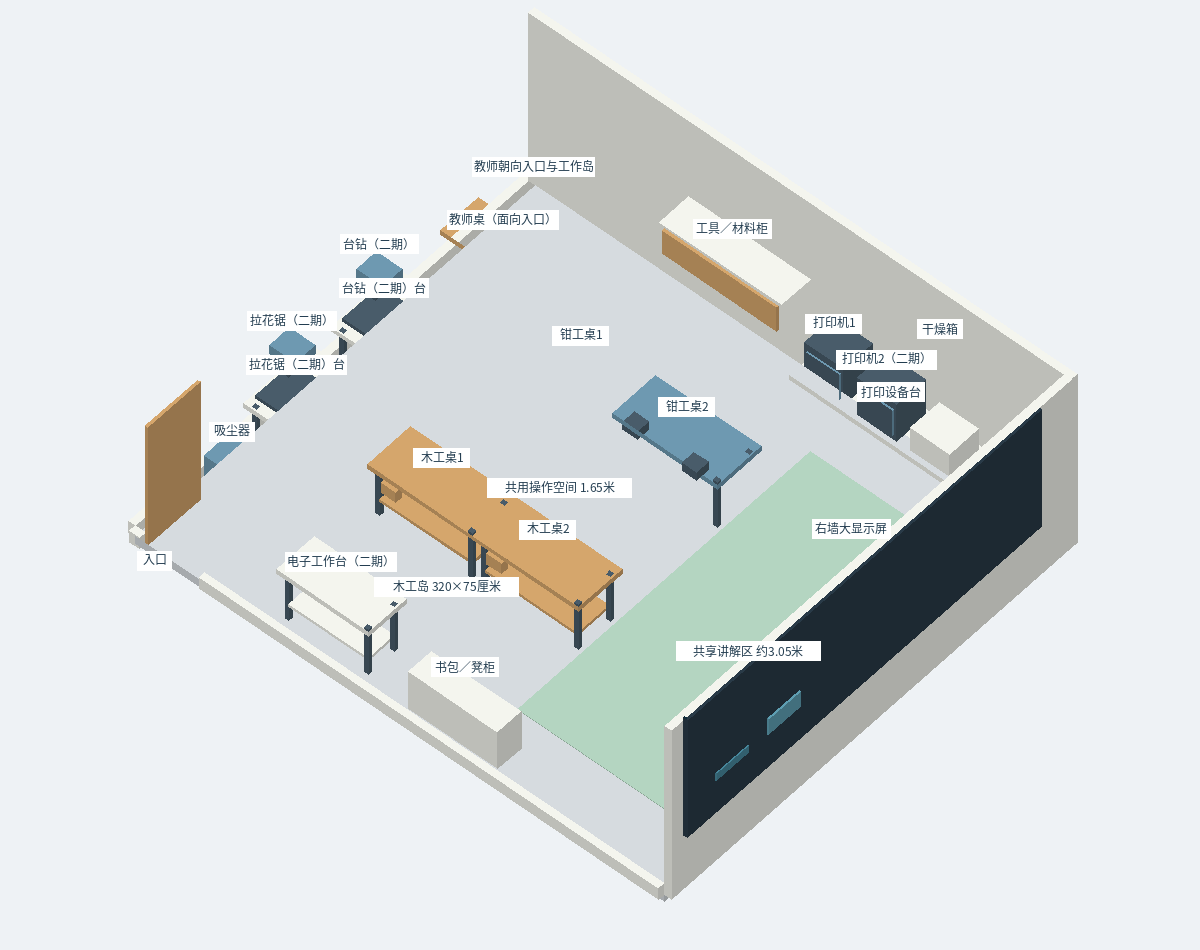 教师朝向入口与工作岛
教师桌（面向入口）
工具／材料柜
台钻（二期）
台钻（二期）台
拉花锯（二期）
打印机1
干燥箱
钳工桌1
打印机2（二期）
拉花锯（二期）台
打印设备台
钳工桌2
吸尘器
木工桌1
共用操作空间 1.65米
木工桌2
右墙大显示屏
入口
电子工作台（二期）
木工岛 320×75厘米
共享讲解区 约3.05米
书包／凳柜